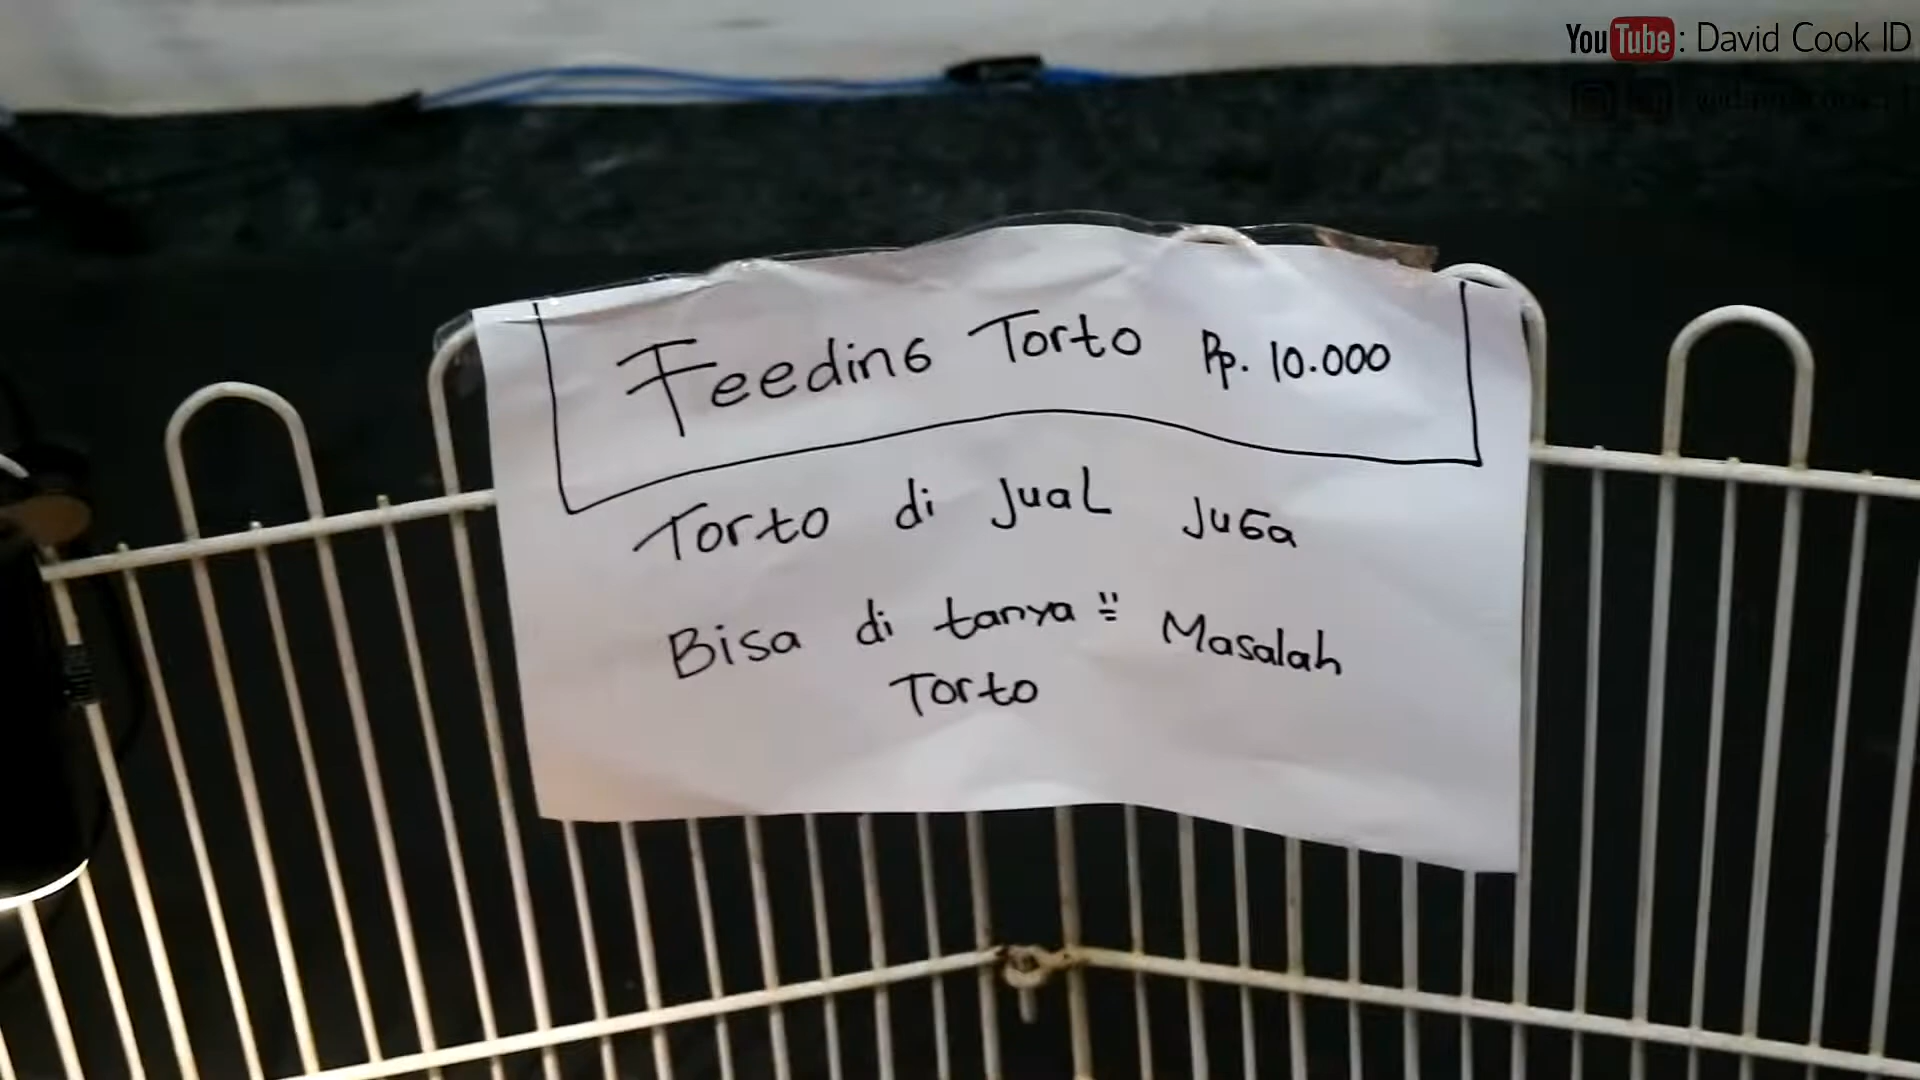 YouTube: David Cook ID
Feeding Torto Rp. 10.000
Torto di Jual Juga
Bisa di tanya" Masalah
Torto